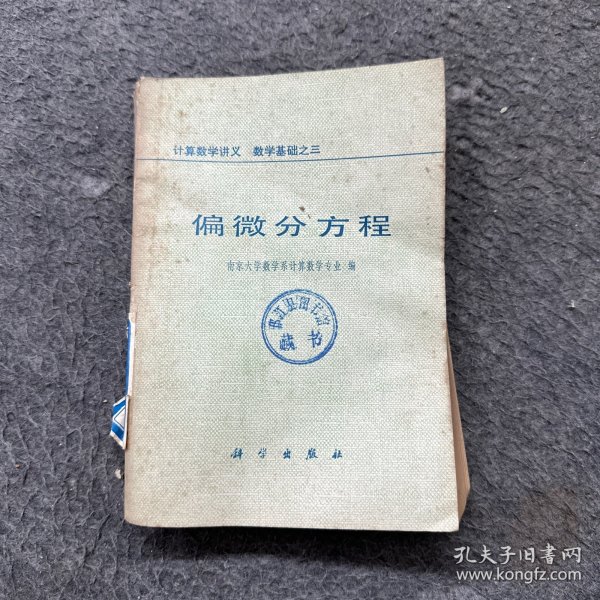 计算数学讲义 数学基础之三
偏微分方程
南京大学数学系计算数学专业 编
藏书
科学出版社
孔夫子旧书网
www.kongfz.com